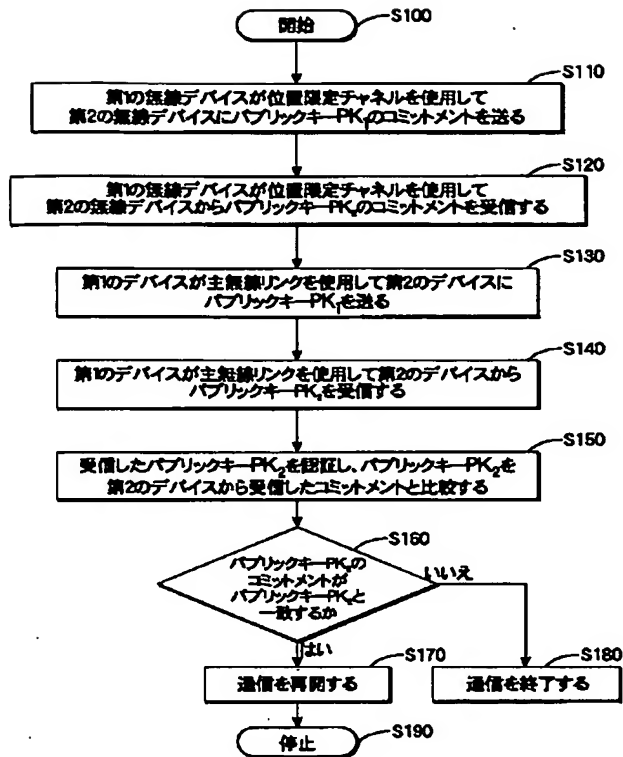 開始
S100
S110
第1の無線デバイスが位置限定チャネルを使用して
第2の無線デバイスにパブリックキーPK₁のコミットメントを送る
S120
第1の無線デバイスが位置限定チャネルを使用して
第2の無線デバイスからパブリックキーPK₂のコミットメントを受信する
S130
第1のデバイスが主無線リンクを使用して第2のデバイスに
パブリックキーPK₁を送る
S140
第1のデバイスが主無線リンクを使用して第2のデバイスから
パブリックキーPK₂を受信する
S150
受信したパブリックキーPK₂を認証し、パブリックキーPK₂を
第2のデバイスから受信したコミットメントと比較する
S160
パブリックキーPK₂の
コミットメントが
パブリックキーPK₂と
一致するか
いいえ
はい
S170
通信を再開する
S180
通信を終了する
停止
S190